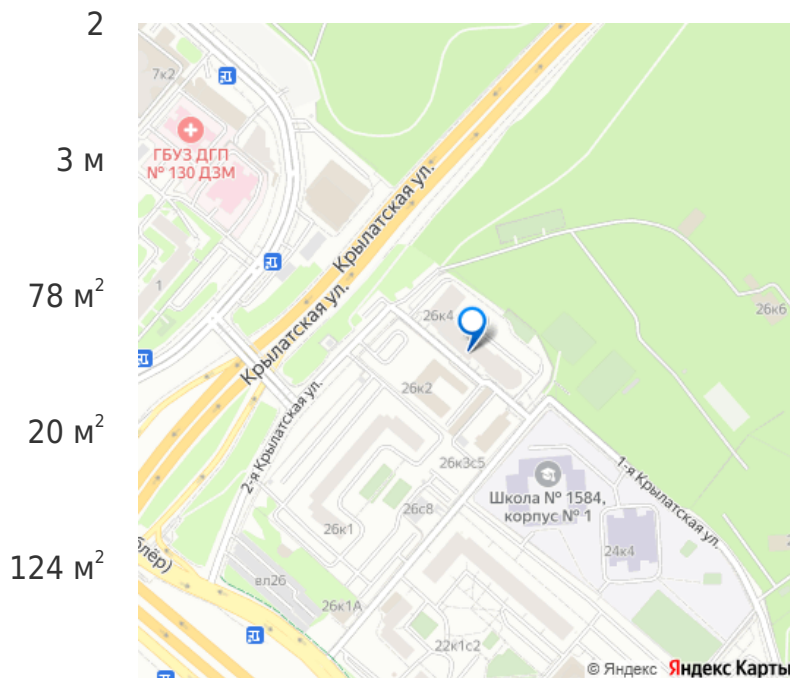 2
3 м
78 м²
20 м²
124 м²
7к2
ГБУЗ ДГП
№ 130 ДЗМ
Крылатская ул.
1
Крылатская ул.
26к4
26к6
26к2
2-я Крылатская ул.
26к3с5
1-я Крылатская ул.
Школа № 1584,
корпус № 1
26с8
26к1
24к4
блёр)
вл26
26к1А
22к1с2
© Яндекс Яндекс Карты